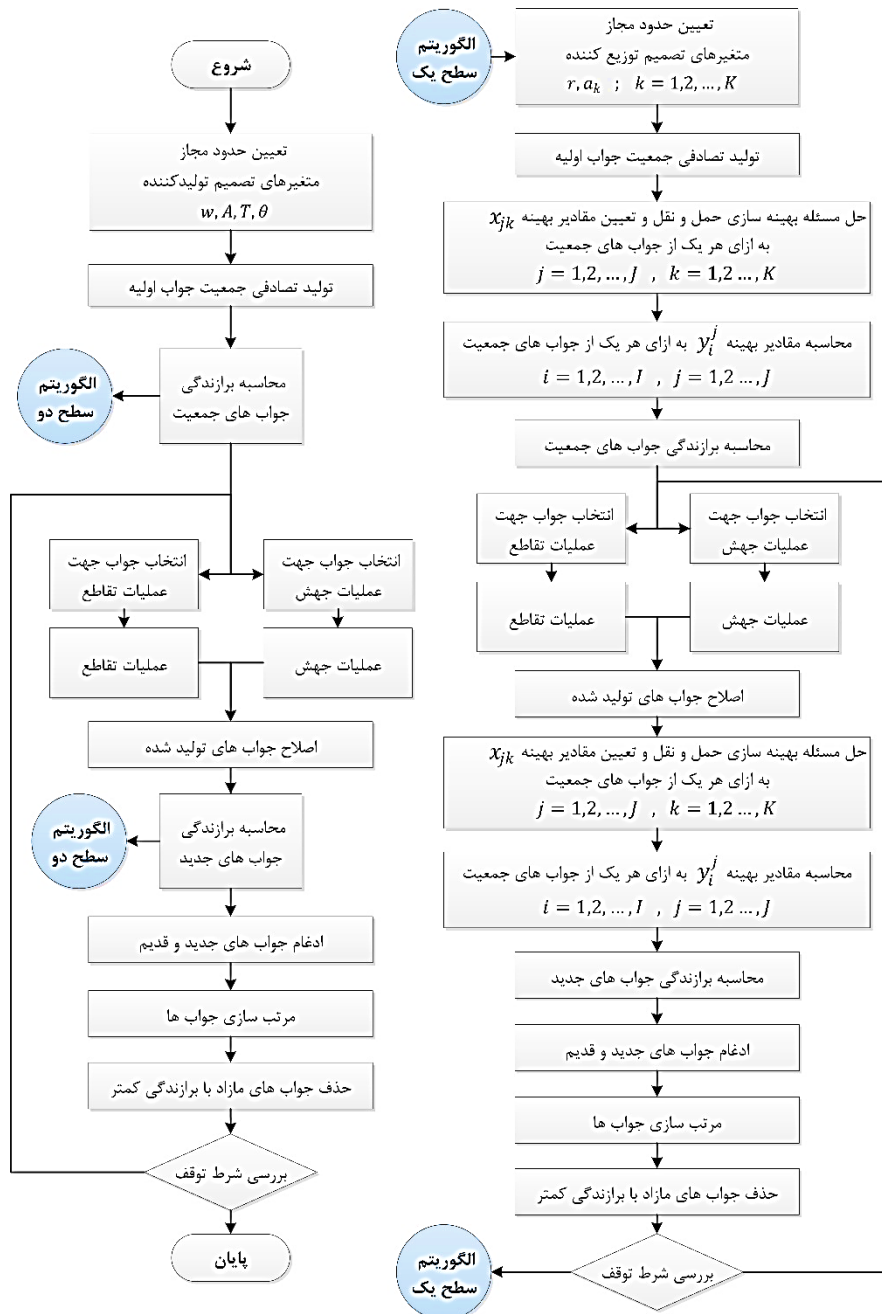 شروع
تعیین حدود مجاز
متغیرهای تصمیم تولیدکننده
w, A, T, θ
تولید تصادفی جمعیت جواب اولیه
محاسبه برازندگی
جواب های جمعیت
الگوریتم
سطح دو
انتخاب جواب جهت
عملیات جهش
انتخاب جواب جهت
عملیات تقاطع
عملیات جهش
عملیات تقاطع
اصلاح جواب های تولید شده
محاسبه برازندگی
جواب های جدید
الگوریتم
سطح دو
ادغام جواب های جدید و قدیم
مرتب سازی جواب ها
حذف جواب های مازاد با برازندگی کمتر
بررسی شرط توقف
پایان
الگوریتم
سطح یک
تعیین حدود مجاز
متغیرهای تصمیم توزیع کننده
r, a_k ; k = 1,2, ..., K
تولید تصادفی جمعیت جواب اولیه
حل مسئله بهینه سازی حمل و نقل و تعیین مقادیر بهینه x_{jk}
به ازای هر یک از جواب های جمعیت
j = 1,2, ..., J , k = 1,2 ..., K
محاسبه مقادیر بهینه y_i^j به ازای هر یک از جواب های جمعیت
i = 1,2, ..., I , j = 1,2 ..., J
محاسبه برازندگی جواب های جمعیت
انتخاب جواب جهت
عملیات جهش
انتخاب جواب جهت
عملیات تقاطع
عملیات جهش
عملیات تقاطع
اصلاح جواب های تولید شده
حل مسئله بهینه سازی حمل و نقل و تعیین مقادیر بهینه x_{jk}
به ازای هر یک از جواب های جمعیت
j = 1,2, ..., J , k = 1,2 ..., K
محاسبه مقادیر بهینه y_i^j به ازای هر یک از جواب های جمعیت
i = 1,2, ..., I , j = 1,2 ..., J
محاسبه برازندگی جواب های جدید
ادغام جواب های جدید و قدیم
مرتب سازی جواب ها
حذف جواب های مازاد با برازندگی کمتر
بررسی شرط توقف
الگوریتم
سطح یک